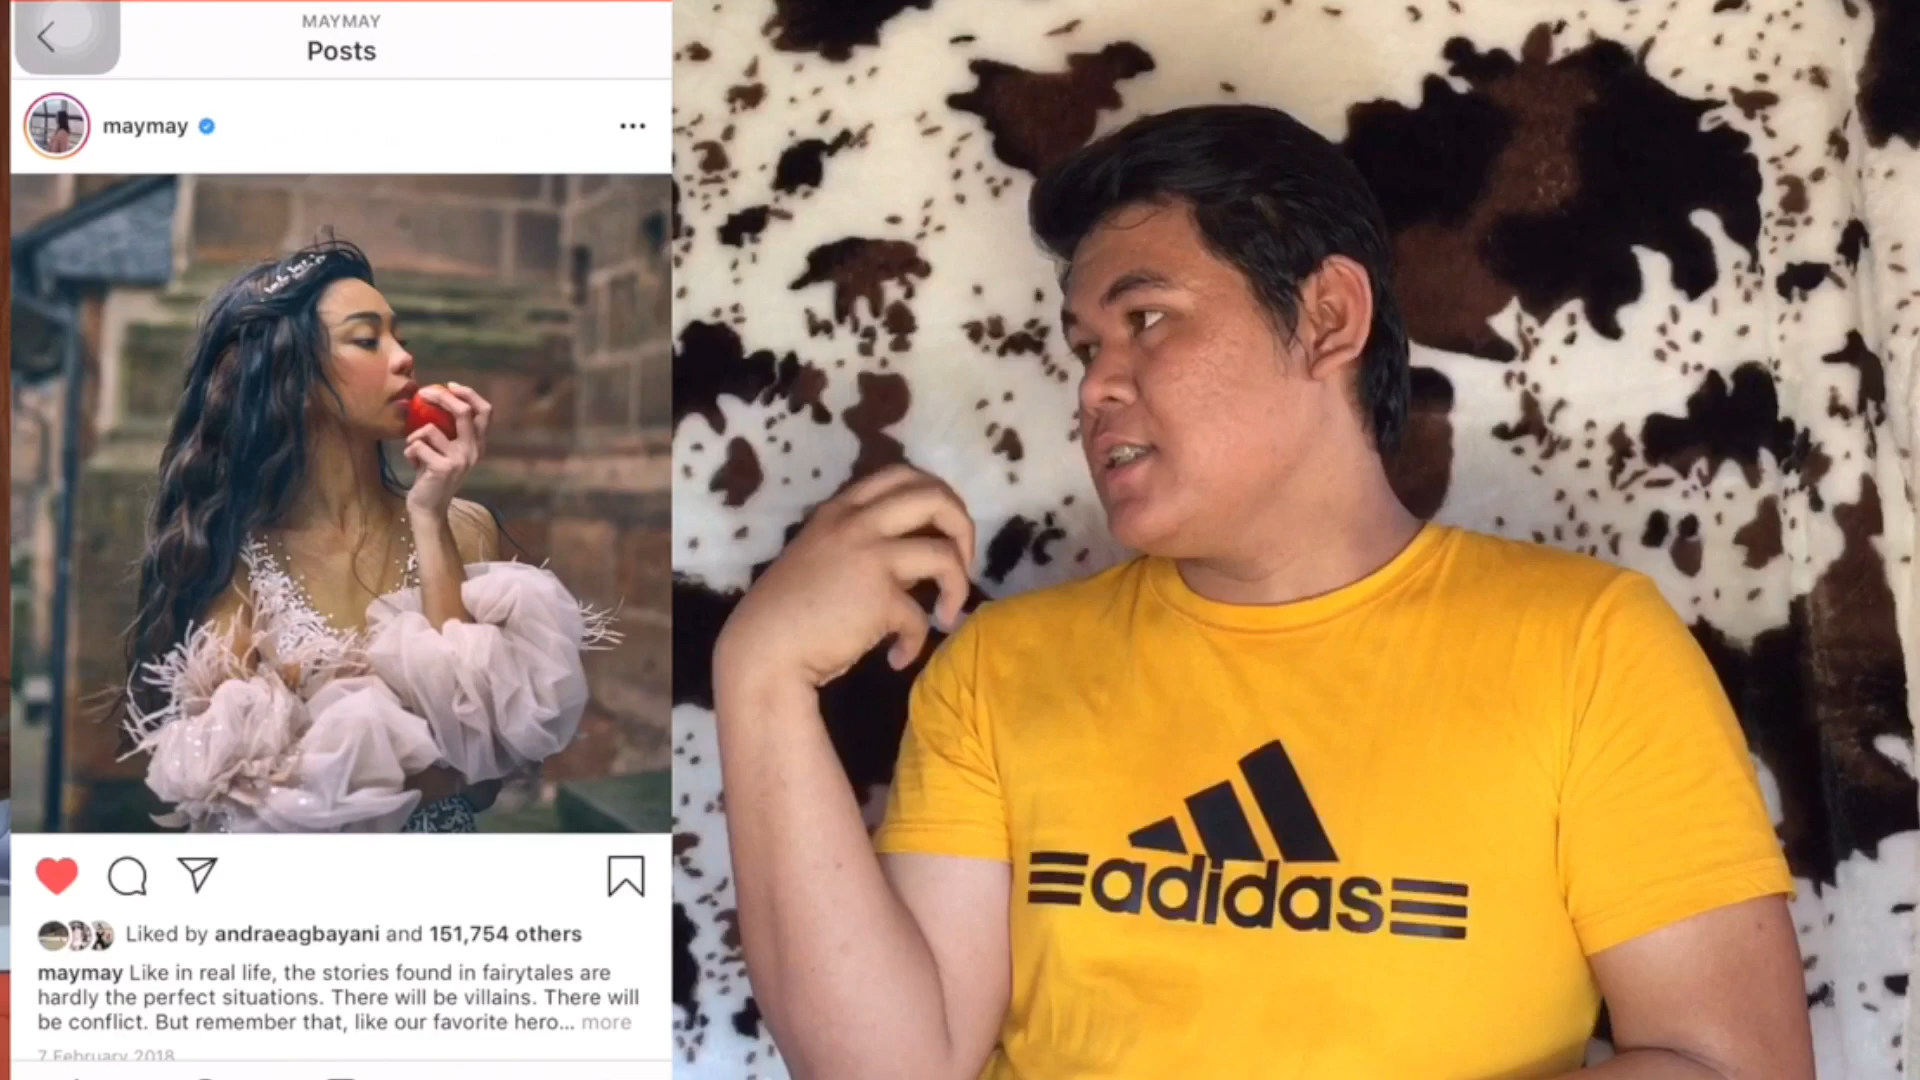 MAYMAY
Posts
maymay
Liked by andraeagbayani and 151,754 others
maymay Like in real life, the stories found in fairytales are
hardly the perfect situations. There will be villains. There will
be conflict. But remember that, like our favorite hero... more
7 February 2018
adidas